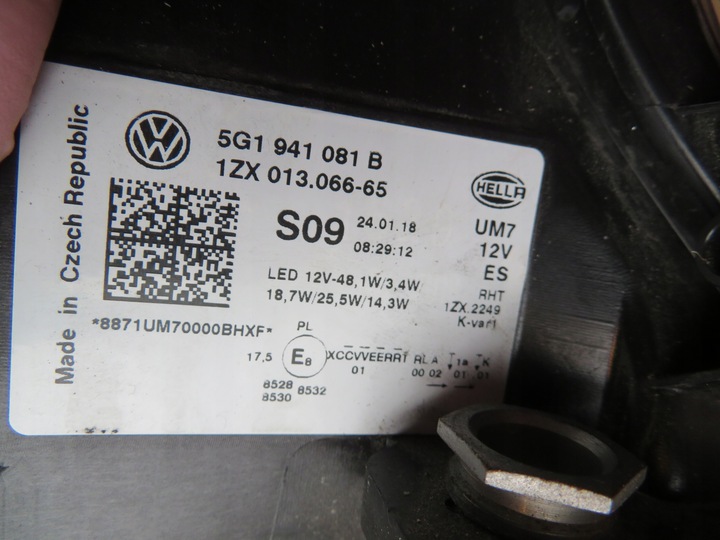 Made in Czech Republic
5G1 941 081 B
1ZX 013.066-65
HELLA
S09
24.01.18
08:29:12
UM7
12V
ES
LED 12V-48,1W/3,4W
18,7W/25,5W/14,3W
RHT
1ZX.2249
K-var1
*8871UM70000BHXF*
PL
17,5 E8 XCCVVEERRT RL A T 1a K
01 00 02 01 01
8528 8532
8530